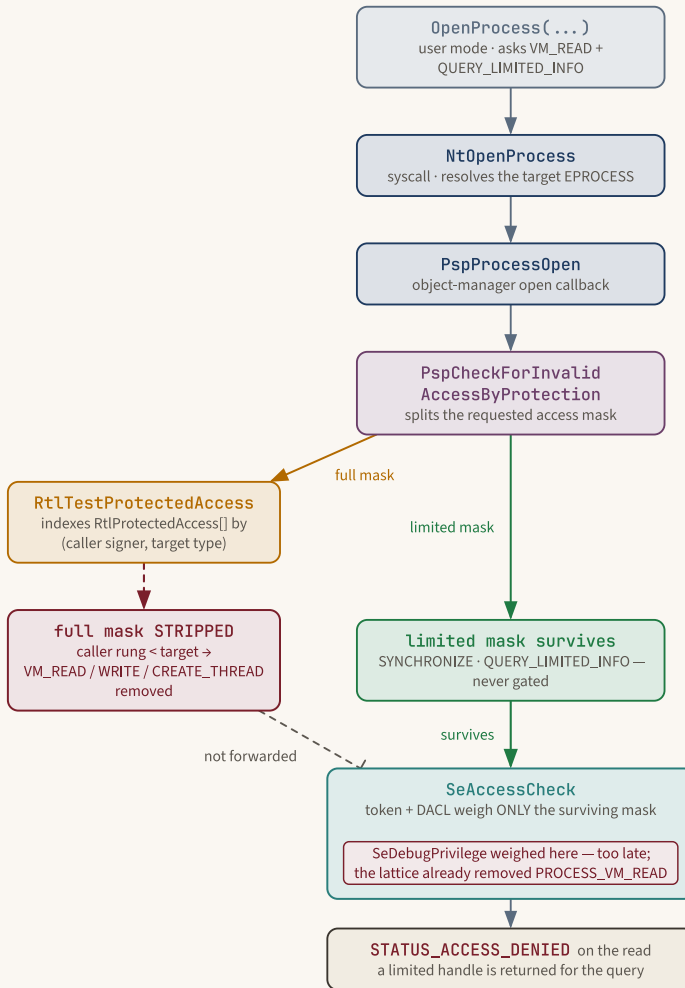 OpenProcess(...)
user mode · asks VM_READ +
QUERY_LIMITED_INFO
NtOpenProcess
syscall · resolves the target EPROCESS
PspProcessOpen
object-manager open callback
PspCheckForInvalid
AccessByProtection
splits the requested access mask
full mask
RtlTestProtectedAccess
indexes RtlProtectedAccess[] by
(caller signer, target type)
limited mask
full mask STRIPPED
caller rung < target →
VM_READ / WRITE / CREATE_THREAD
removed
limited mask survives
SYNCHRONIZE · QUERY_LIMITED_INFO —
never gated
survives
not forwarded
SeAccessCheck
token + DACL weigh ONLY the surviving mask
SeDebugPrivilege weighed here — too late;
the lattice already removed PROCESS_VM_READ
STATUS_ACCESS_DENIED on the read
a limited handle is returned for the query